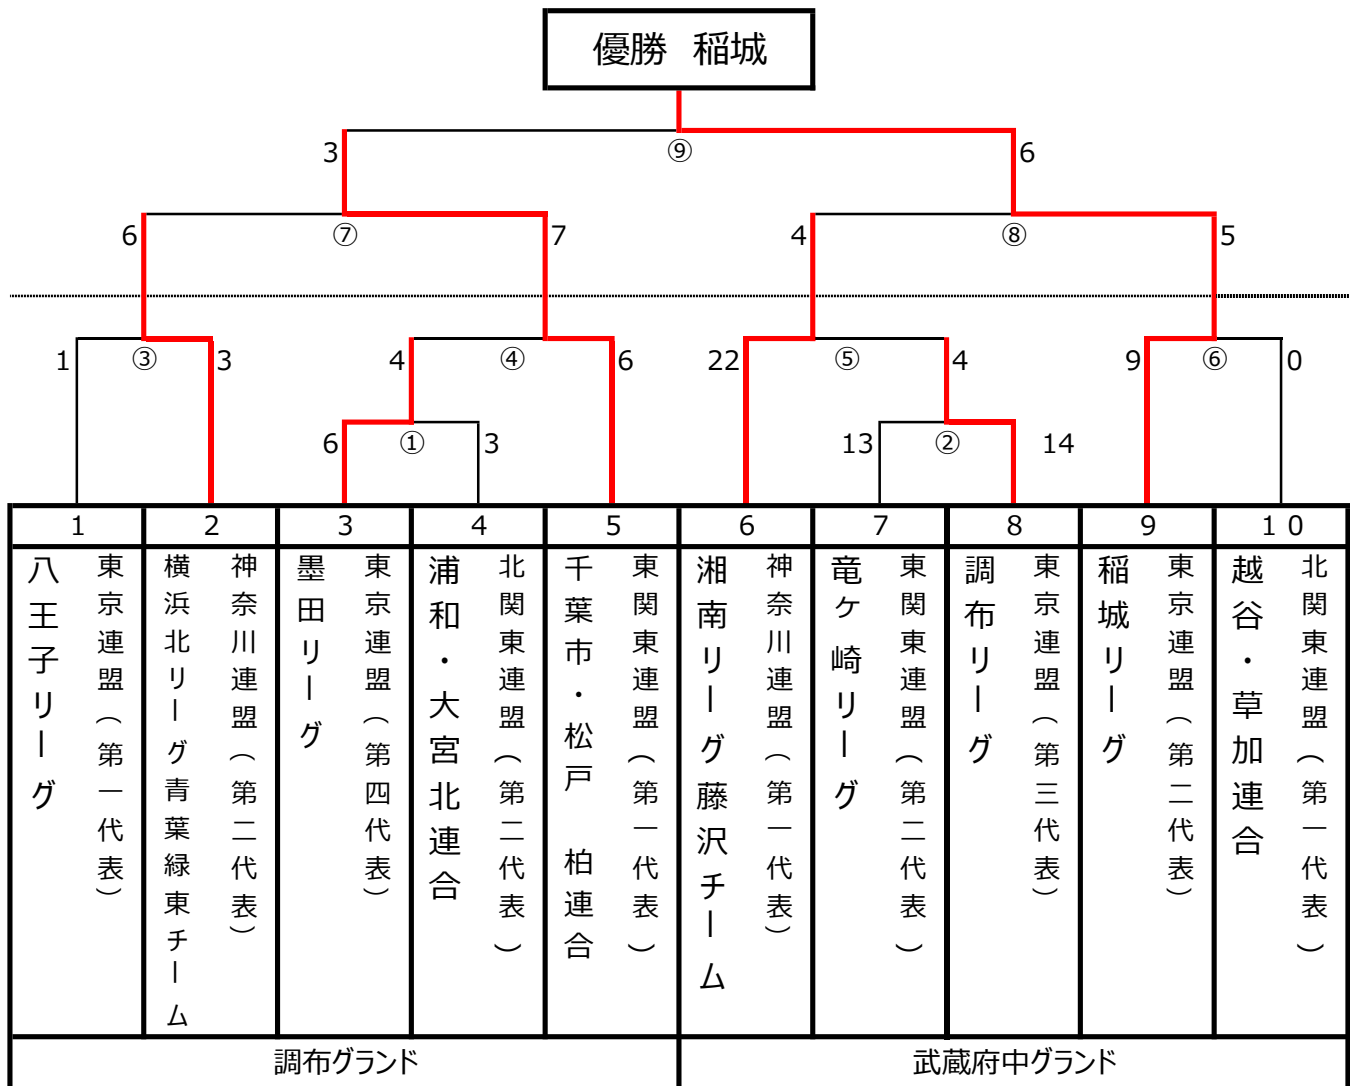 優勝 稲城
3 ⑨ 6
6 ⑦ 7 4 ⑧ 5
1 ③ 3 4 ④ 6 22 ⑤ 4 9 ⑥ 0
6 ① 3 13 ② 14
1 2 3 4 5 6 7 8 9 10
東京連盟(第一代表)
八王子リーグ
神奈川連盟(第二代表)
横浜北リーグ青葉緑東チーム
東京連盟(第四代表)
墨田リーグ
北関東連盟(第二代表)
浦和・大宮北連合
東関東連盟(第一代表)
千葉市・松戸 柏連合
神奈川連盟(第一代表)
湘南リーグ藤沢チーム
東関東連盟(第二代表)
竜ケ崎リーグ
東京連盟(第三代表)
調布リーグ
東京連盟(第二代表)
稲城リーグ
北関東連盟(第一代表)
越谷・草加連合
調布グランド 武蔵府中グランド